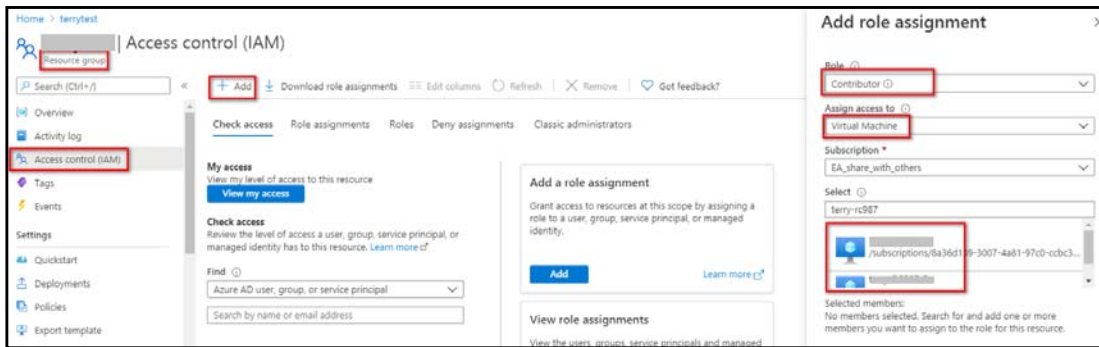 Home > terrytest
| Access control (IAM)
Resource group
Search (Ctrl+/)
«
Overview
Activity log
Access control (IAM)
Tags
Events
Settings
Quickstart
Deployments
Policies
Export template
+ Add
Download role assignments
Edit columns
Refresh
Remove
Got feedback?
Check access
Role assignments
Roles
Deny assignments
Classic administrators
My access
View my level of access to this resource
View my access
Check access
Review the level of access a user, group, service principal, or
managed identity has to this resource. Learn more
Find
Azure AD user, group, or service principal
Search by name or email address
Add a role assignment
Grant access to resources at this scope by assigning a
role to a user, group, service principal, or managed
identity.
Add
Learn more
View role assignments
View the users, groups, service principals and managed
Add role assignment
Role
Contributor
Assign access to
Virtual Machine
Subscription *
EA_share_with_others
Select
terry-rc987
Selected members:
No members selected. Search for and add one or more
members you want to assign to the role for this resource.